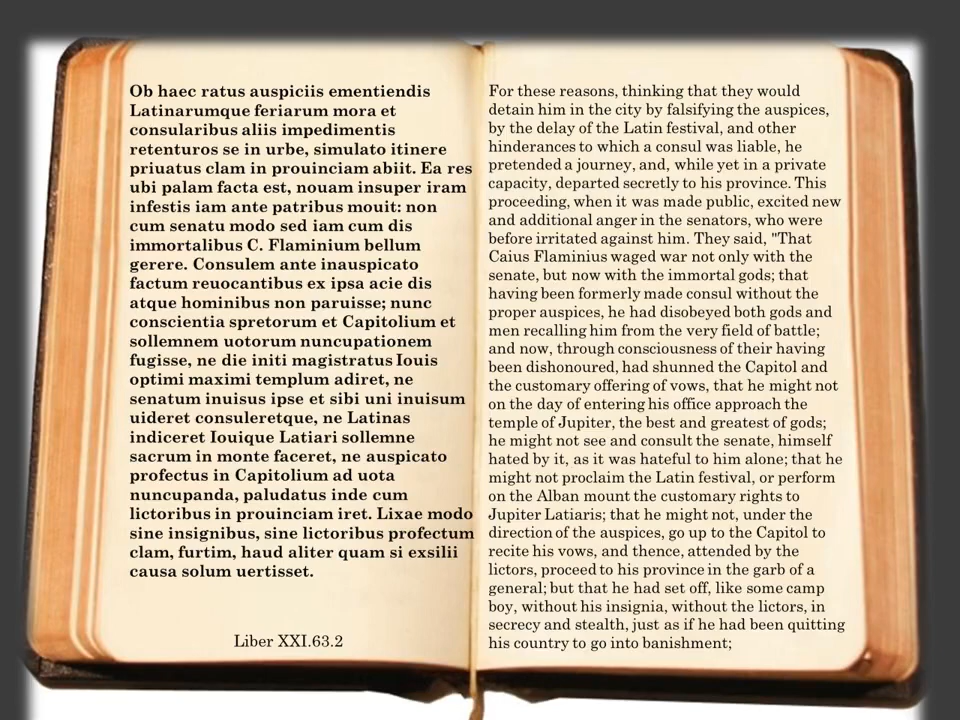 Ob haec ratus auspiciis ementiendis
Latinarumque feriarum mora et
consularibus aliis impedimentis
retenturos se in urbe, simulato itinere
priuatus clam in prouinciam abiit. Ea res
ubi palam facta est, nouam insuper iram
infestis iam ante patribus mouit: non
cum senatu modo sed iam cum dis
immortalibus C. Flaminium bellum
gerere. Consulem ante inauspicato
factum reuocantibus ex ipsa acie dis
atque hominibus non paruisse; nunc
conscientia spretorum et Capitolium et
sollemnem uotorum nuncupationem
fugisse, ne die initi magistratus Iouis
optimi maximi templum adiret, ne
senatum inuisus ipse et sibi uni inuisum
uideret consuleretque, ne Latinas
indiceret Iouique Latiari sollemne
sacrum in monte faceret, ne auspicato
profectus in Capitolium ad uota
nuncupanda, paludatus inde cum
lictoribus in prouinciam iret. Lixae modo
sine insignibus, sine lictoribus profectum
clam, furtim, haud aliter quam si exsilii
causa solum uertisset.
Liber XXI.63.2
For these reasons, thinking that they would
detain him in the city by falsifying the auspices,
by the delay of the Latin festival, and other
hinderances to which a consul was liable, he
pretended a journey, and, while yet in a private
capacity, departed secretly to his province. This
proceeding, when it was made public, excited new
and additional anger in the senators, who were
before irritated against him. They said, "That
Caius Flaminius waged war not only with the
senate, but now with the immortal gods; that
having been formerly made consul without the
proper auspices, he had disobeyed both gods and
men recalling him from the very field of battle;
and now, through consciousness of their having
been dishonoured, had shunned the Capitol and
the customary offering of vows, that he might not
on the day of entering his office approach the
temple of Jupiter, the best and greatest of gods;
he might not see and consult the senate, himself
hated by it, as it was hateful to him alone; that he
might not proclaim the Latin festival, or perform
on the Alban mount the customary rights to
Jupiter Latiaris; that he might not, under the
direction of the auspices, go up to the Capitol to
recite his vows, and thence, attended by the
lictors, proceed to his province in the garb of a
general; but that he had set off, like some camp
boy, without his insignia, without the lictors, in
secrecy and stealth, just as if he had been quitting
his country to go into banishment;